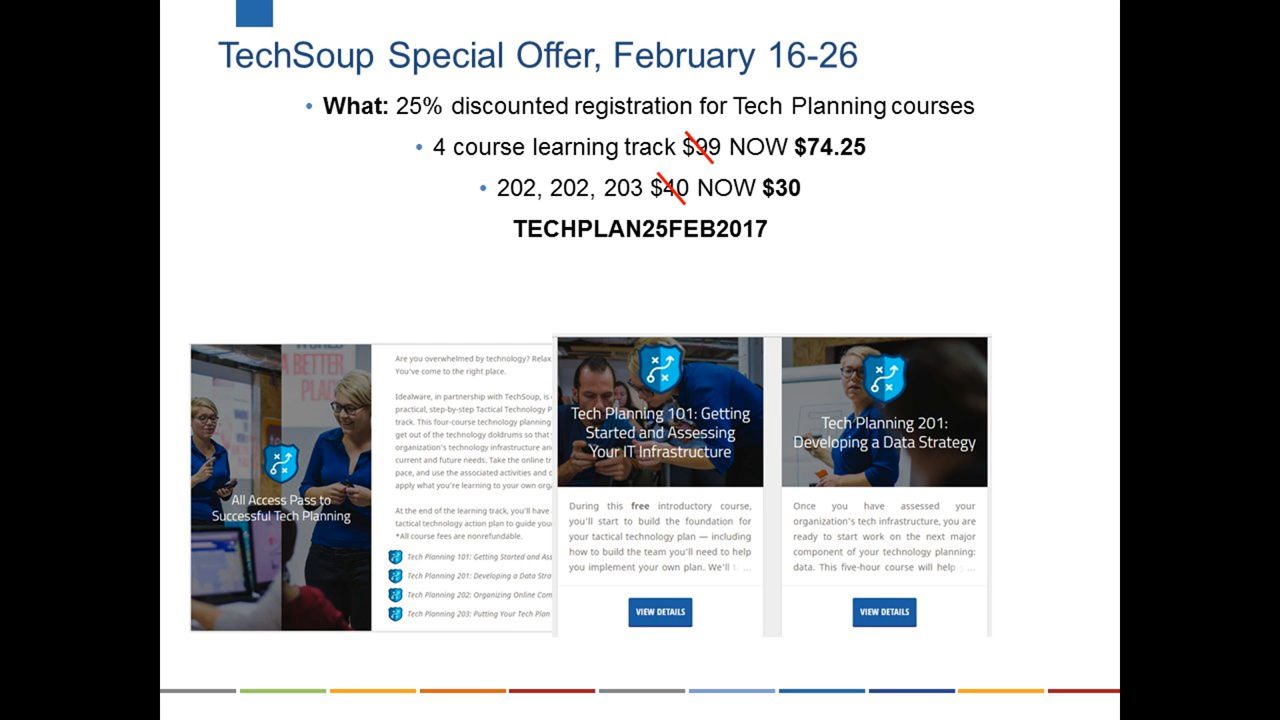 TechSoup Special Offer, February 16-26
• What: 25% discounted registration for Tech Planning courses
• 4 course learning track $99 NOW $74.25
• 202, 202, 203 $40 NOW $30
TECHPLAN25FEB2017
A BETTER
PLACE
All Access Pass to
Successful Tech Planning
Are you overwhelmed by technology? Relax
You've come to the right place.
Idealware, in partnership with TechSoup, is
practical, step-by-step Tactical Technology P
track. This four-course technology planning
get out of the technology doldrums so that
organization's technology infrastructure an
current and future needs. Take the online tr
pace, and use the associated activities and
apply what you're learning to your own org
At the end of the learning track, you'll have
tactical technology action plan to guide you
*All course fees are nonrefundable.
Tech Planning 101: Getting Started and Ass
Tech Planning 201: Developing a Data Stra
Tech Planning 202: Organizing Online Com
Tech Planning 203: Putting Your Tech Plan
Tech Planning 101: Getting
Started and Assessing
Your IT Infrastructure
During this free introductory course,
you'll start to build the foundation for
your tactical technology plan — including
how to build the team you'll need to help
you implement your own plan. We'll ...
VIEW DETAILS
Tech Planning 201:
Developing a Data Strategy
Once you have assessed your
organization's tech infrastructure, you are
ready to start work on the next major
component of your technology planning:
data. This five-hour course will help ...
VIEW DETAILS